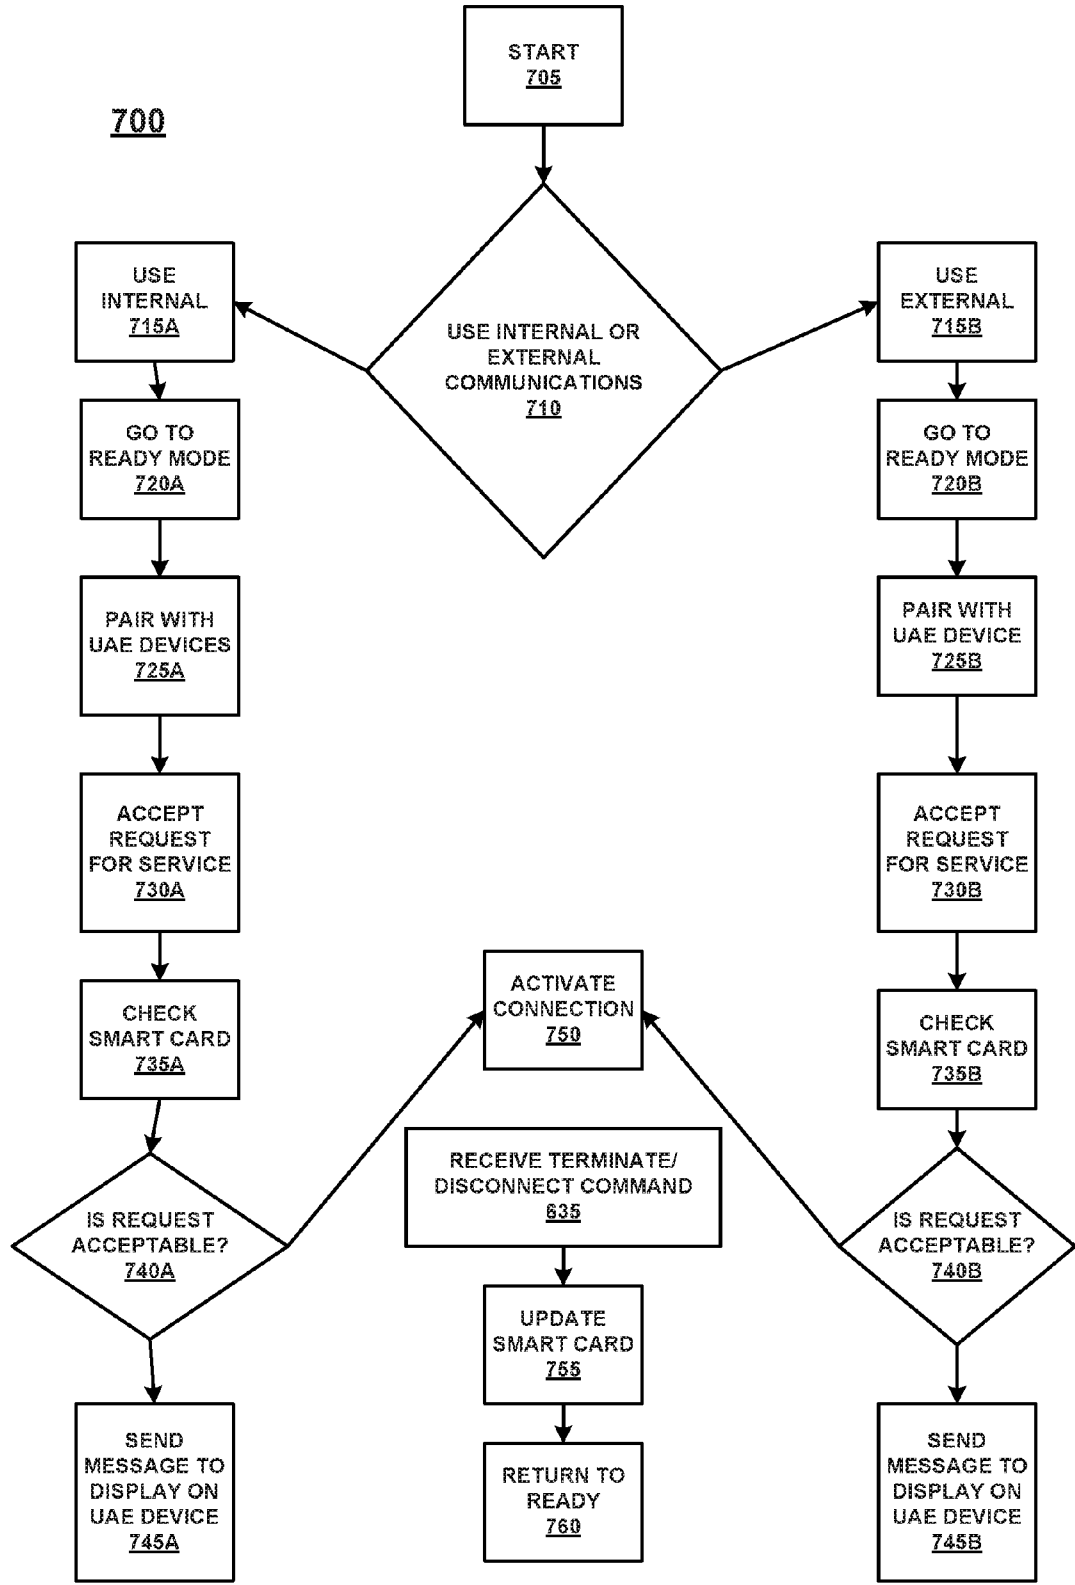 START
705
700
USE
INTERNAL
715A
USE
EXTERNAL
715B
USE INTERNAL OR
EXTERNAL
COMMUNICATIONS
710
GO TO
READY MODE
720A
GO TO
READY MODE
720B
PAIR WITH
UAE DEVICES
725A
PAIR WITH
UAE DEVICE
725B
ACCEPT
REQUEST
FOR SERVICE
730A
ACCEPT
REQUEST
FOR SERVICE
730B
ACTIVATE
CONNECTION
750
CHECK
SMART CARD
735A
CHECK
SMART CARD
735B
RECEIVE TERMINATE/
DISCONNECT COMMAND
635
IS REQUEST
ACCEPTABLE?
740A
IS REQUEST
ACCEPTABLE?
740B
UPDATE
SMART CARD
755
SEND
MESSAGE TO
DISPLAY ON
UAE DEVICE
745A
RETURN TO
READY
760
SEND
MESSAGE TO
DISPLAY ON
UAE DEVICE
745B